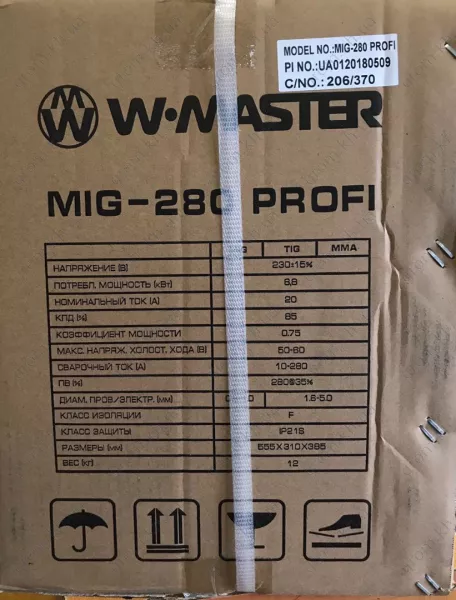 MODEL NO.:MIG-280 PROFI
PI NO.:UA0120180509
C/NO.: 206/370
W·MASTER
MIG-280 PROFI
TIG MMA
НАПРЯЖЕНИЕ (В) 230±15%
ПОТРЕБЛ. МОЩНОСТЬ (кВт) 6,8
НОМИНАЛЬНЫЙ ТОК (А) 20
КПД (%) 85
КОЭФФИЦИЕНТ МОЩНОСТИ 0.75
МАКС. НАПРЯЖ. ХОЛОСТ. ХОДА (В) 50-60
СВАРОЧНЫЙ ТОК (А) 10-280
ПВ (%) 280@35%
ДИАМ. ПРОВ/ЭЛЕКТР. (мм) 1.6-5.0
КЛАСС ИЗОЛЯЦИИ F
КЛАСС ЗАЩИТЫ IP21S
РАЗМЕРЫ (мм) 555X310X385
ВЕС (кг) 12